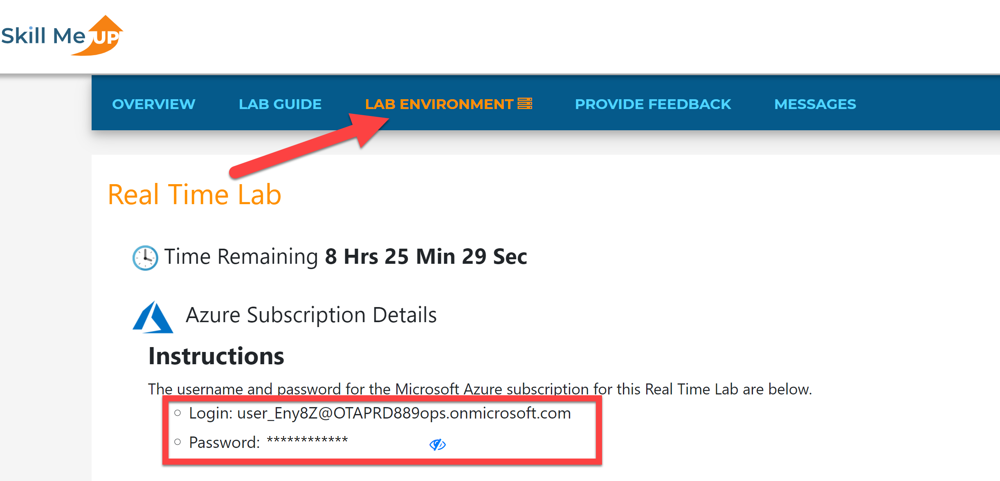 Skill Me UP
OVERVIEW LAB GUIDE LAB ENVIRONMENT PROVIDE FEEDBACK MESSAGES
Real Time Lab
Time Remaining 8 Hrs 25 Min 29 Sec
Azure Subscription Details
Instructions
The username and password for the Microsoft Azure subscription for this Real Time Lab are below.
Login: user_Eny8Z@OTAPRD889ops.onmicrosoft.com
Password: ************